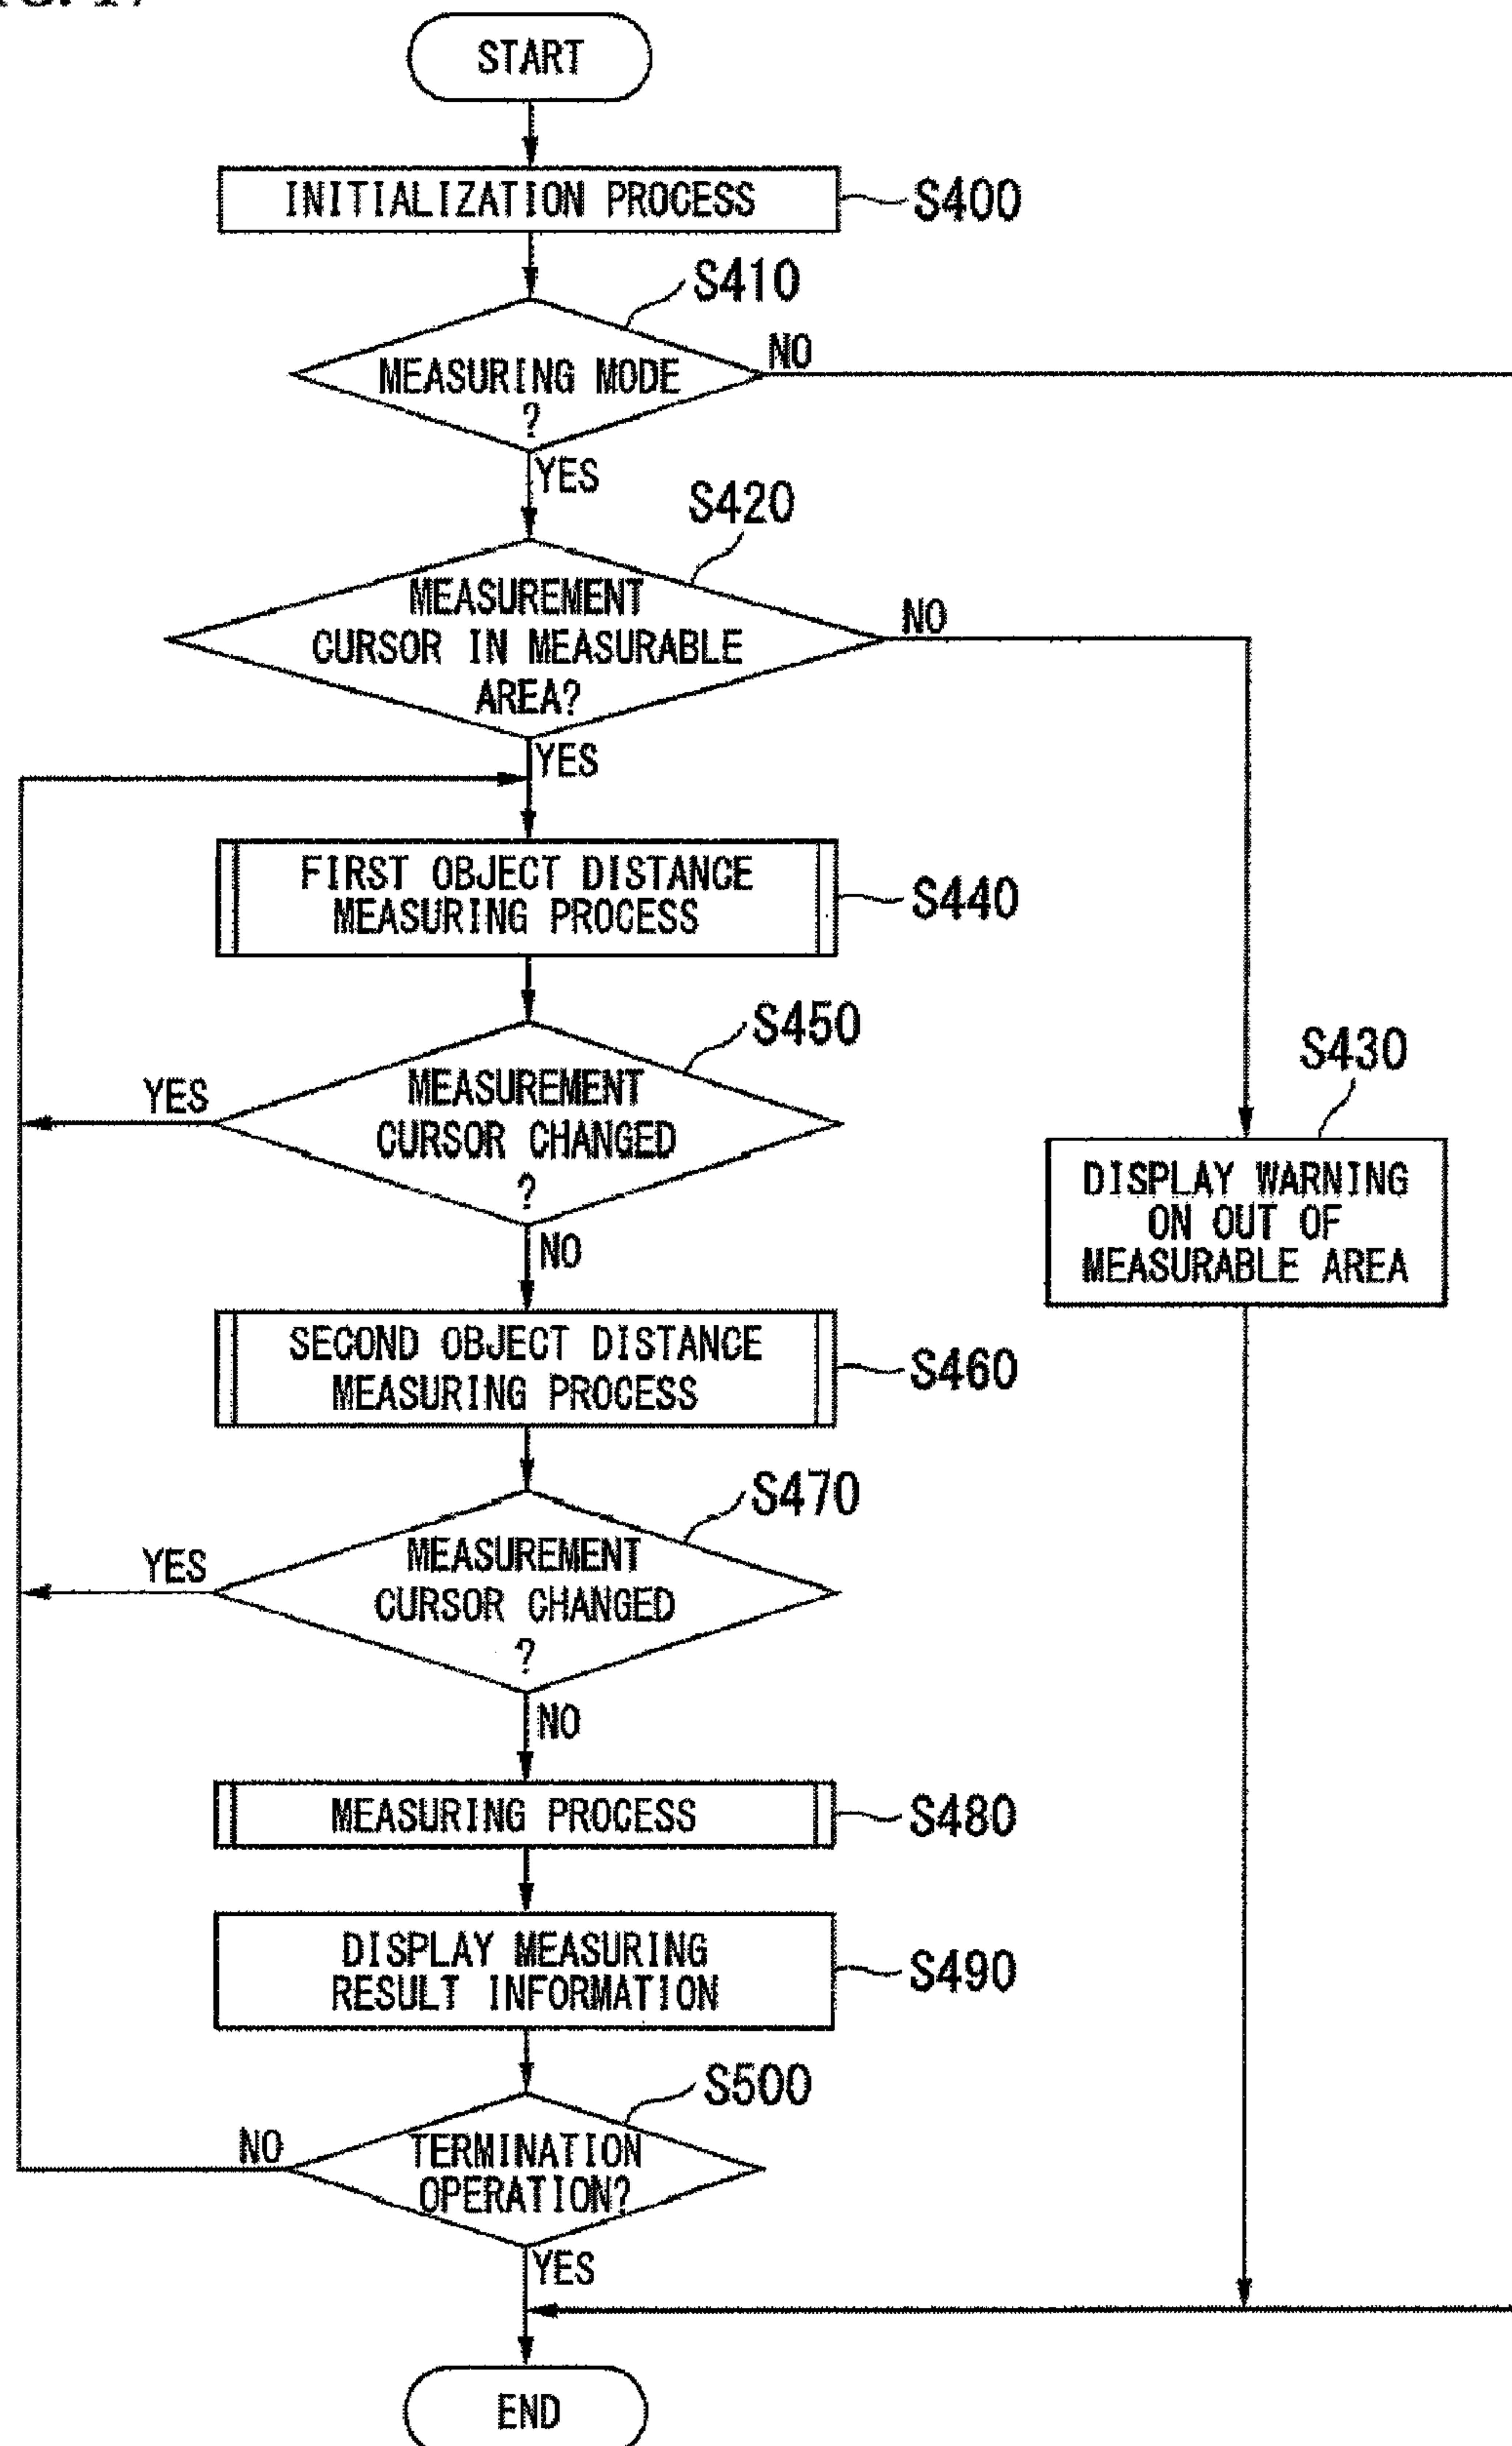 START
INITIALIZATION PROCESS
S400
S410
MEASURING MODE
?
NO
YES
S420
MEASUREMENT
CURSOR IN MEASURABLE
AREA?
NO
YES
FIRST OBJECT DISTANCE
MEASURING PROCESS
S440
S450
MEASUREMENT
CURSOR CHANGED
?
YES
NO
S430
DISPLAY WARNING
ON OUT OF
MEASURABLE AREA
SECOND OBJECT DISTANCE
MEASURING PROCESS
S460
S470
MEASUREMENT
CURSOR CHANGED
?
YES
NO
MEASURING PROCESS
S480
DISPLAY MEASURING
RESULT INFORMATION
S490
S500
TERMINATION
OPERATION?
NO
YES
END